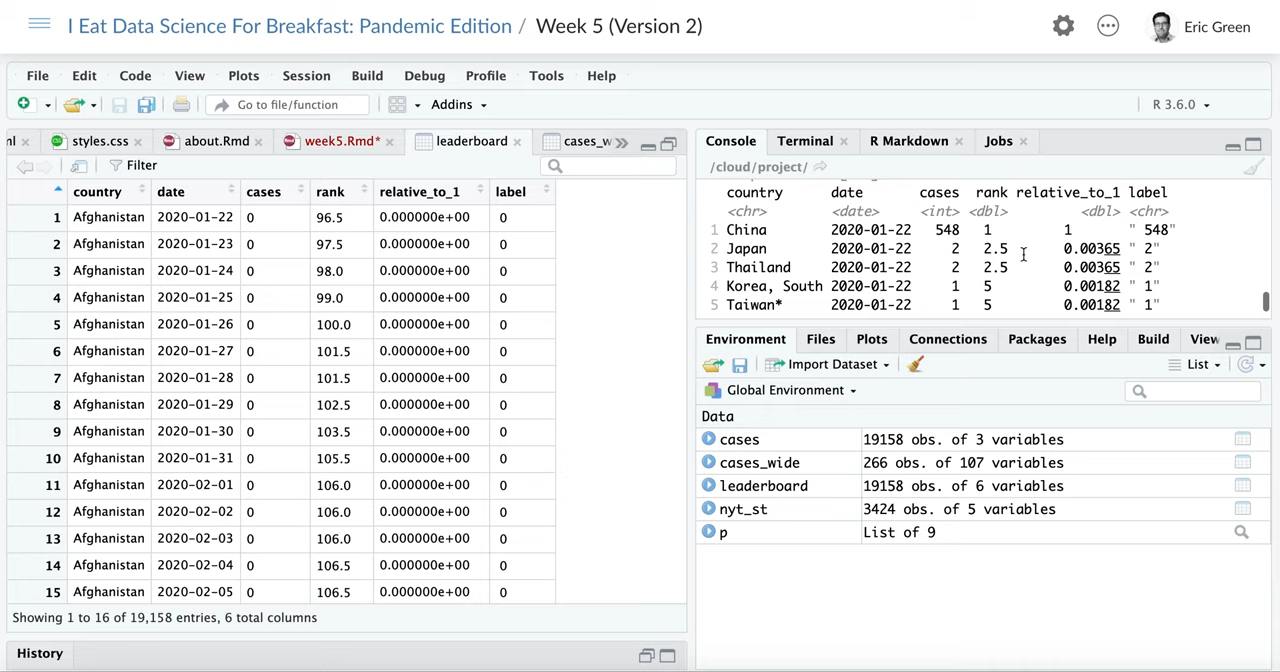 I Eat Data Science For Breakfast: Pandemic Edition / Week 5 (Version 2)
Eric Green
File Edit Code View Plots Session Build Debug Profile Tools Help
Go to file/function
Addins
R 3.6.0
nl
styles.css
about.Rmd
week5.Rmd*
leaderboard
cases_w
Filter
country date cases rank relative_to_1 label
1 Afghanistan 2020-01-22 0 96.5 0.000000e+00 0
2 Afghanistan 2020-01-23 0 97.5 0.000000e+00 0
3 Afghanistan 2020-01-24 0 98.0 0.000000e+00 0
4 Afghanistan 2020-01-25 0 99.0 0.000000e+00 0
5 Afghanistan 2020-01-26 0 100.0 0.000000e+00 0
6 Afghanistan 2020-01-27 0 101.5 0.000000e+00 0
7 Afghanistan 2020-01-28 0 101.5 0.000000e+00 0
8 Afghanistan 2020-01-29 0 102.5 0.000000e+00 0
9 Afghanistan 2020-01-30 0 103.5 0.000000e+00 0
10 Afghanistan 2020-01-31 0 105.5 0.000000e+00 0
11 Afghanistan 2020-02-01 0 106.0 0.000000e+00 0
12 Afghanistan 2020-02-02 0 106.0 0.000000e+00 0
13 Afghanistan 2020-02-03 0 106.0 0.000000e+00 0
14 Afghanistan 2020-02-04 0 106.5 0.000000e+00 0
15 Afghanistan 2020-02-05 0 106.5 0.000000e+00 0
Showing 1 to 16 of 19,158 entries, 6 total columns
History
Console Terminal R Markdown Jobs
/cloud/project/
country date cases rank relative_to_1 label
<chr> <date> <int> <dbl> <dbl> <chr>
1 China 2020-01-22 548 1 1 " 548"
2 Japan 2020-01-22 2 2.5 0.00365 " 2"
3 Thailand 2020-01-22 2 2.5 0.00365 " 2"
4 Korea, South 2020-01-22 1 5 0.00182 " 1"
5 Taiwan* 2020-01-22 1 5 0.00182 " 1"
Environment Files Plots Connections Packages Help Build View
Import Dataset
List
Global Environment
Data
cases 19158 obs. of 3 variables
cases_wide 266 obs. of 107 variables
leaderboard 19158 obs. of 6 variables
nyt_st 3424 obs. of 5 variables
p List of 9